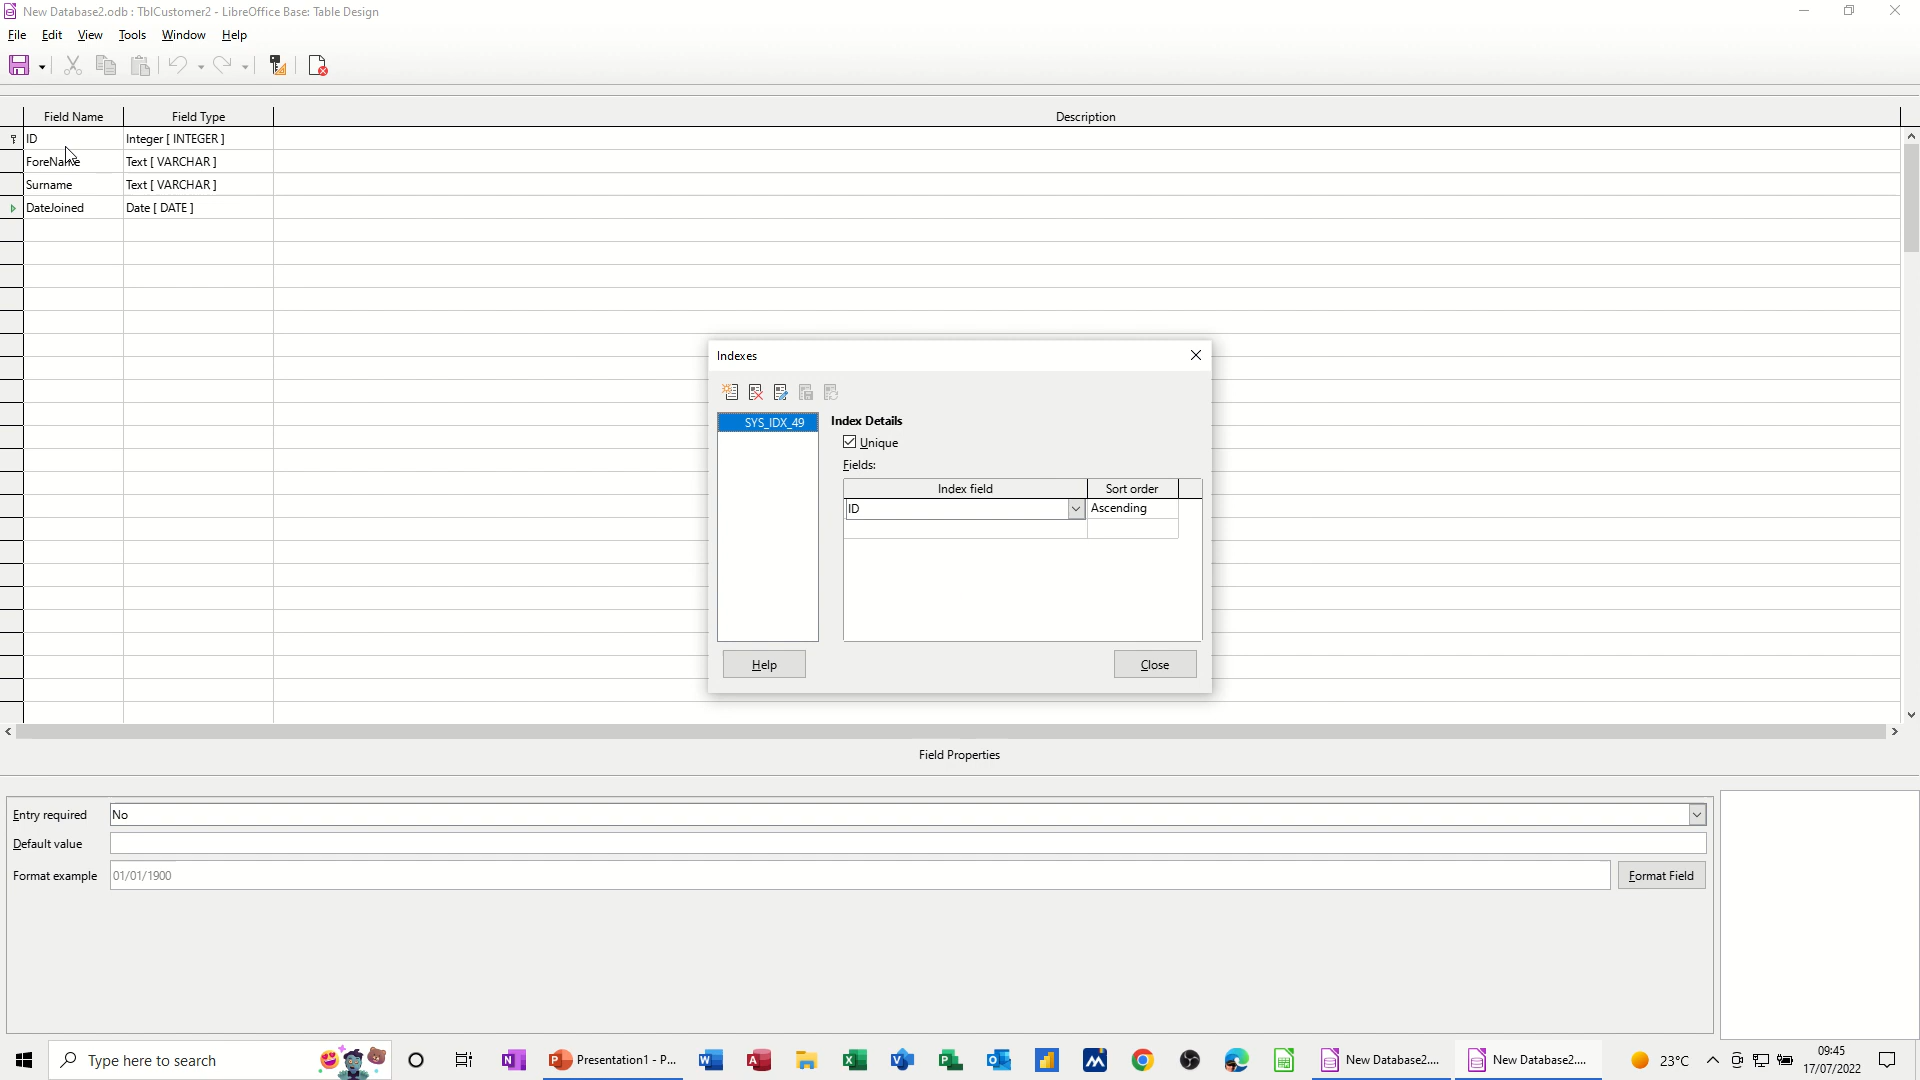 New Database2.odb : TblCustomer2 - LibreOffice Base: Table Design
File Edit View Tools Window Help
Field Name Field Type Description
ID Integer [ INTEGER ]
ForeName Text [ VARCHAR ]
Surname Text [ VARCHAR ]
DateJoined Date [ DATE ]
Indexes
SYS_IDX_49
Index Details
Unique
Fields:
Index field Sort order
ID Ascending
Help Close
Field Properties
Entry required No
Default value
Format example 01/01/1900 Format Field
Type here to search
Presentation1 - P...
New Database2....
New Database2....
23°C
09:45
17/07/2022